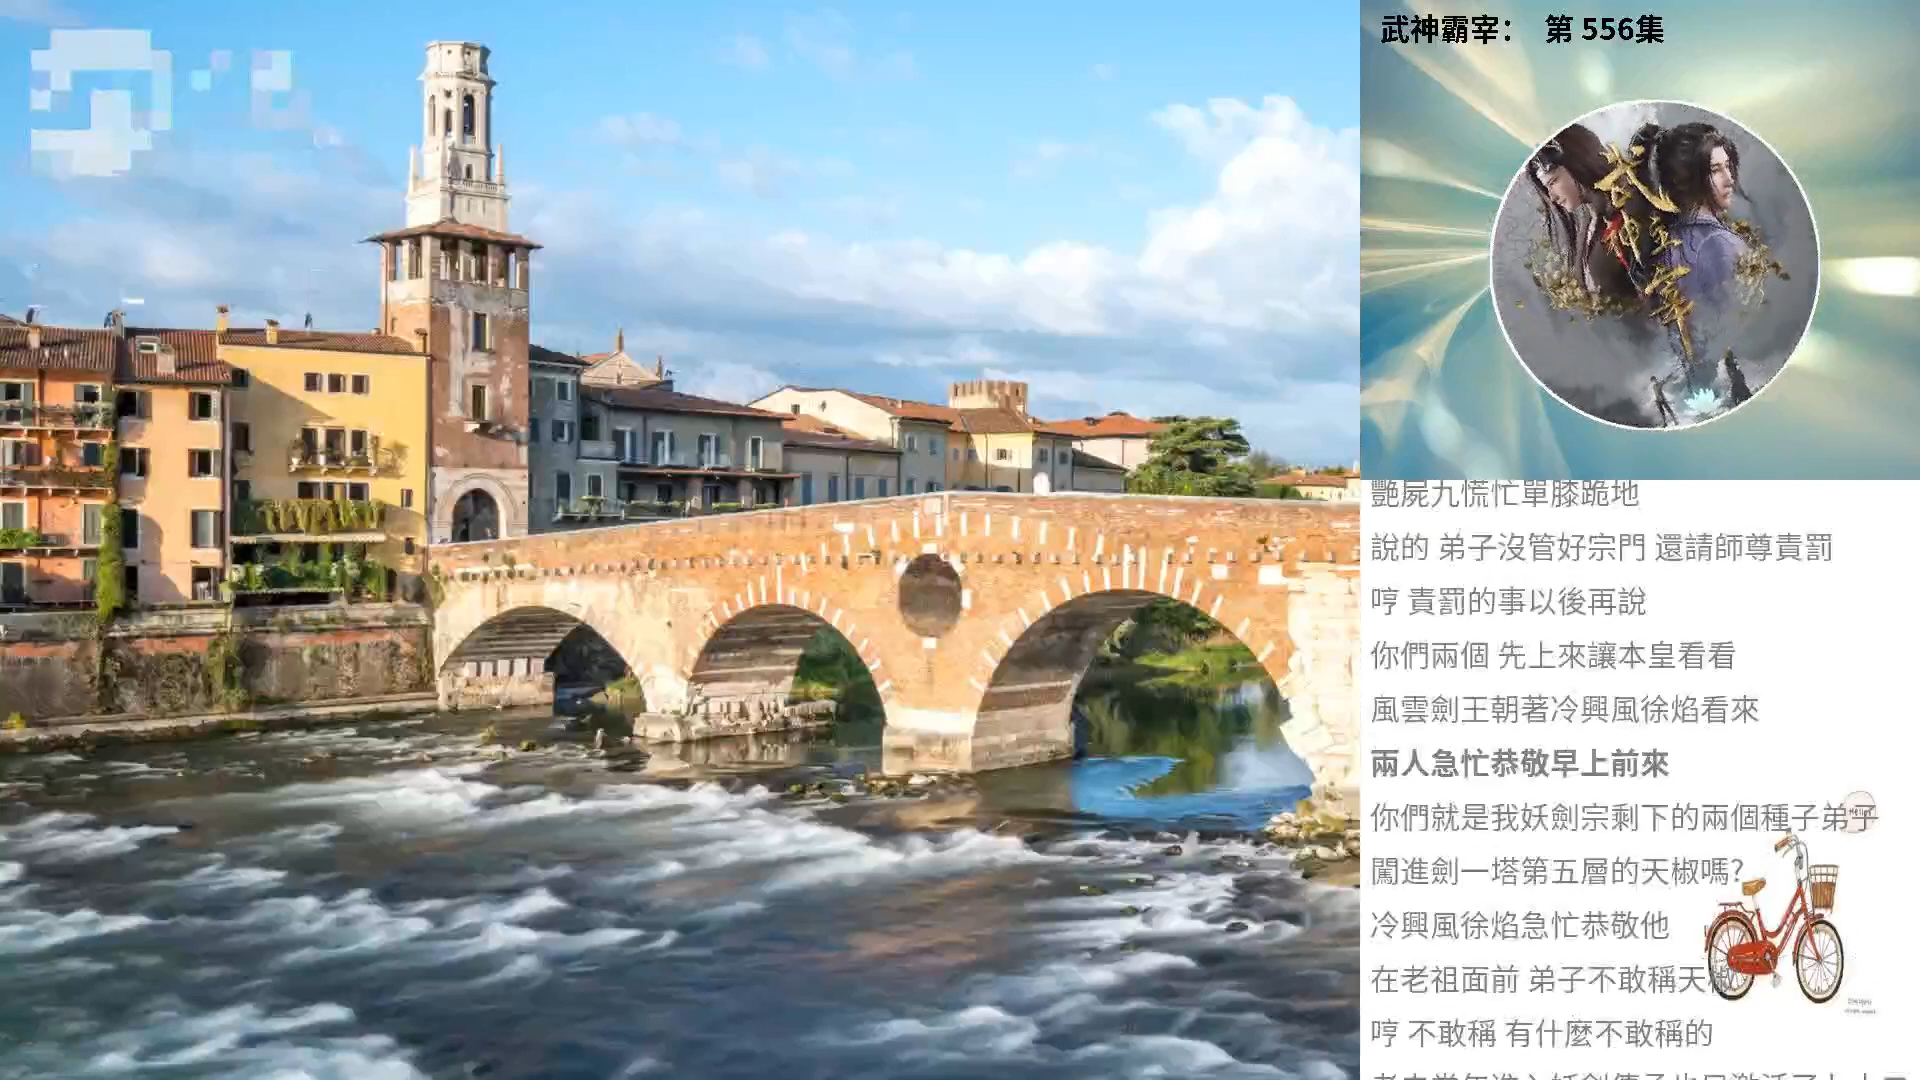 武神霸宰： 第 556集
武神主宰
艷屍九慌忙單膝跪地
說的 弟子沒管好宗門 還請師尊責罰
哼 責罰的事以後再說
你們兩個 先上來讓本皇看看
風雲劍王朝著冷興風徐焰看來
兩人急忙恭敬早上前來
你們就是我妖劍宗剩下的兩個種子弟子
闖進劍一塔第五層的天椒嗎?
Hello!
冷興風徐焰急忙恭敬他
在老祖面前 弟子不敢稱天椒
哼 不敢稱 有什麼不敢稱的